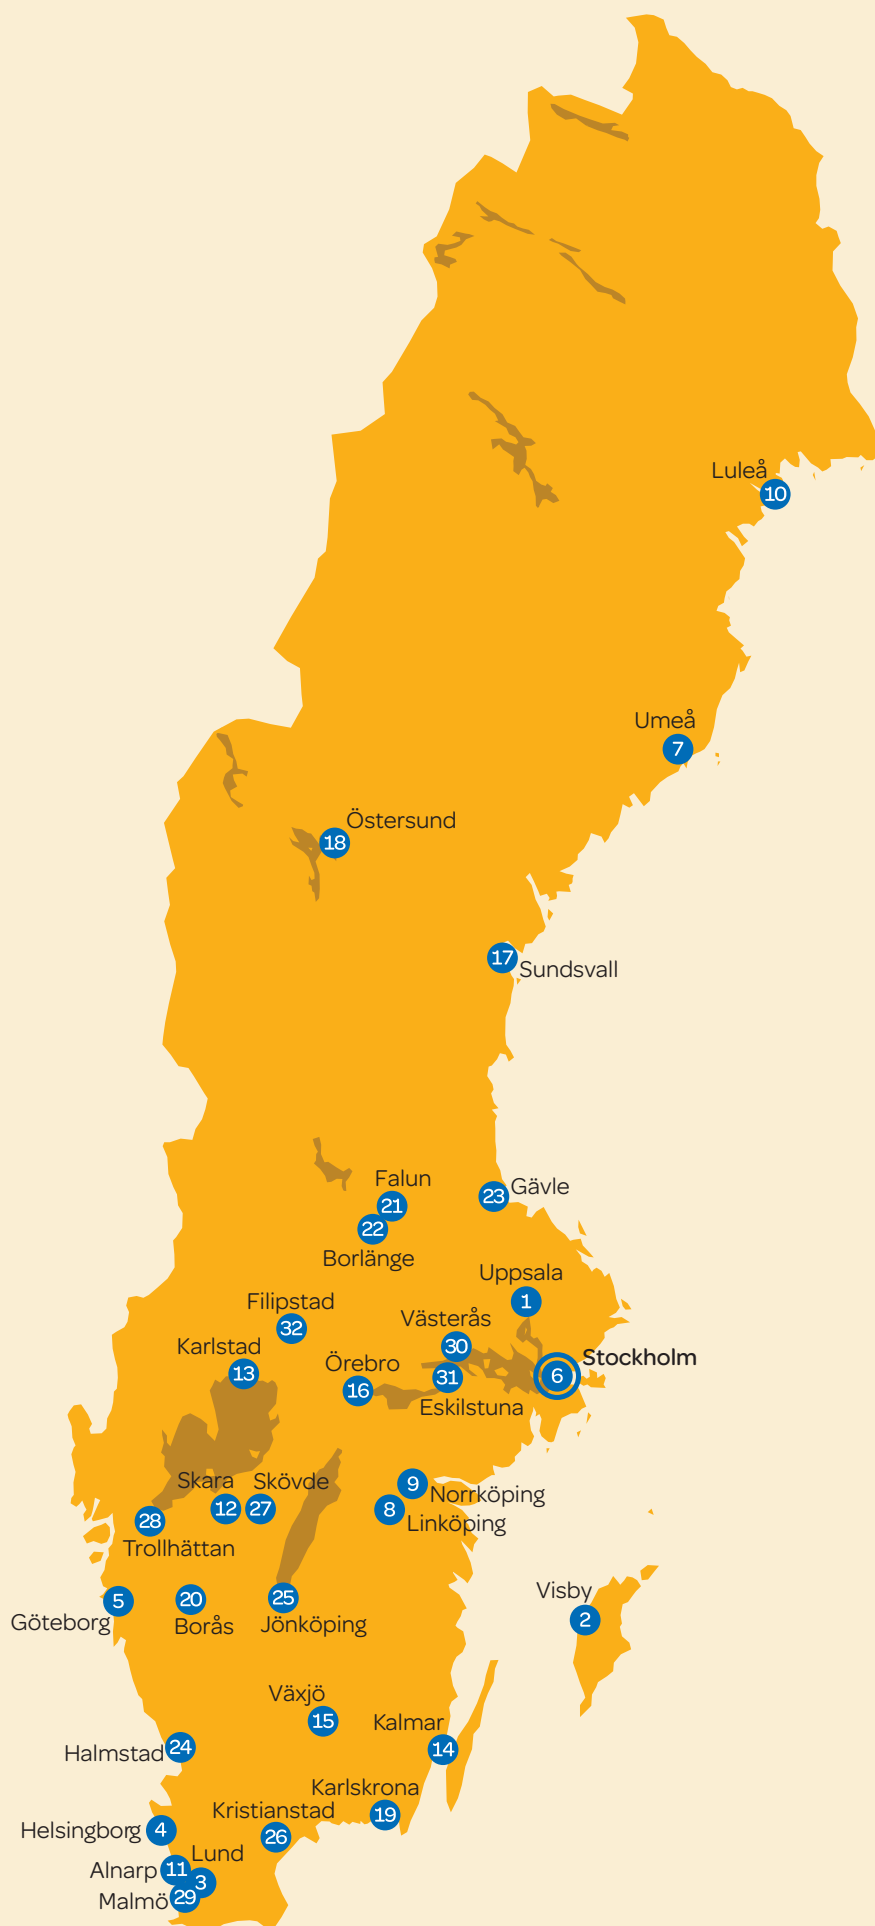 Luleå
10
Umeå
7
Östersund
18
17
Sundsvall
Falun
21
23
Gävle
22
Borlänge
Uppsala
1
Filipstad
32
Västerås
30
Karlstad
13
Örebro
16
31
Eskilstuna
Stockholm
6
Skara
12
Skövde
27
9
Norrköping
8
Linköping
28
Trollhättan
5
Göteborg
20
Borås
25
Jönköping
Visby
2
Växjö
15
Kalmar
14
24
Halmstad
Karlskrona
19
Kristianstad
26
Helsingborg
4
Lund
3
Alnarp
11
Malmö
29